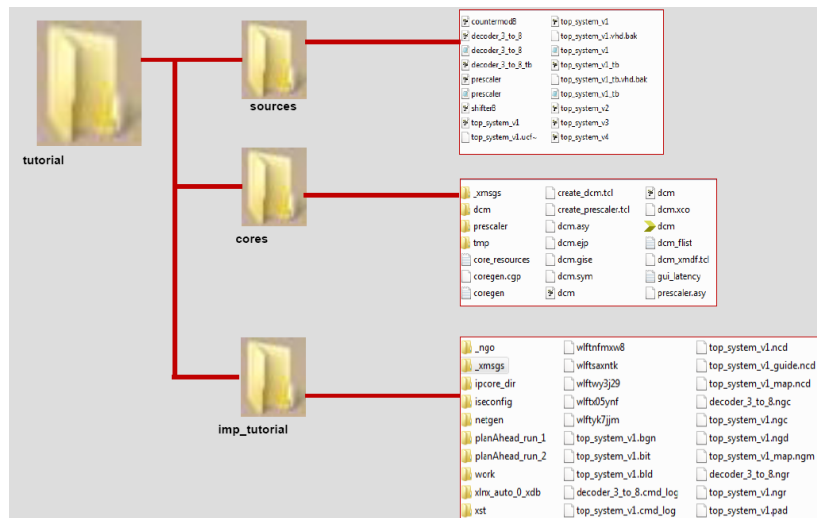 tutorial
sources
countermod8
decoder_3_to_8
decoder_3_to_8
decoder_3_to_8_tb
prescaler
prescaler
shifter8
top_system_v1
top_system_v1.ucf~
top_system_v1
top_system_v1.vhd.bak
top_system_v1
top_system_v1_tb
top_system_v1_tb.vhd.bak
top_system_v1_tb
top_system_v2
top_system_v3
top_system_v4
cores
_xmsgs
dcm
prescaler
tmp
core_resources
coregen.cgp
coregen
create_dcm.tcl
create_prescaler.tcl
dcm.asy
dcm.ejp
dcm.gise
dcm.sym
dcm
dcm
dcm.xco
dcm
dcm_flist
dcm_xmdf.tcl
gui_latency
prescaler.asy
imp_tutorial
_ngo
_xmsgs
ipcore_dir
iseconfig
netgen
planAhead_run_1
planAhead_run_2
work
xlnx_auto_0_xdb
xst
wlftnfmxw8
wlftsaxntk
wlftwy3j29
wlftx05ynf
wlftyk7jjm
top_system_v1.bgn
top_system_v1.bit
top_system_v1.bld
decoder_3_to_8.cmd_log
top_system_v1.cmd_log
top_system_v1.ncd
top_system_v1_guide.ncd
top_system_v1_map.ncd
decoder_3_to_8.ngc
top_system_v1.ngc
top_system_v1.ngd
top_system_v1_map.ngm
decoder_3_to_8.ngr
top_system_v1.ngr
top_system_v1.pad